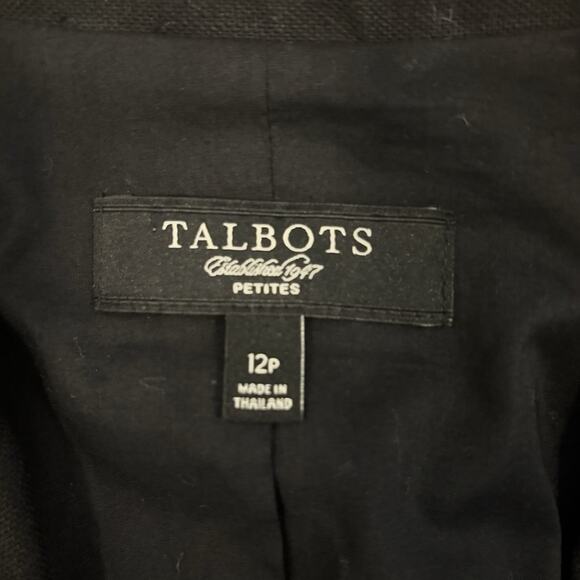 TALBOTS
Established 1947
PETITES
12P
MADE IN
THAILAND